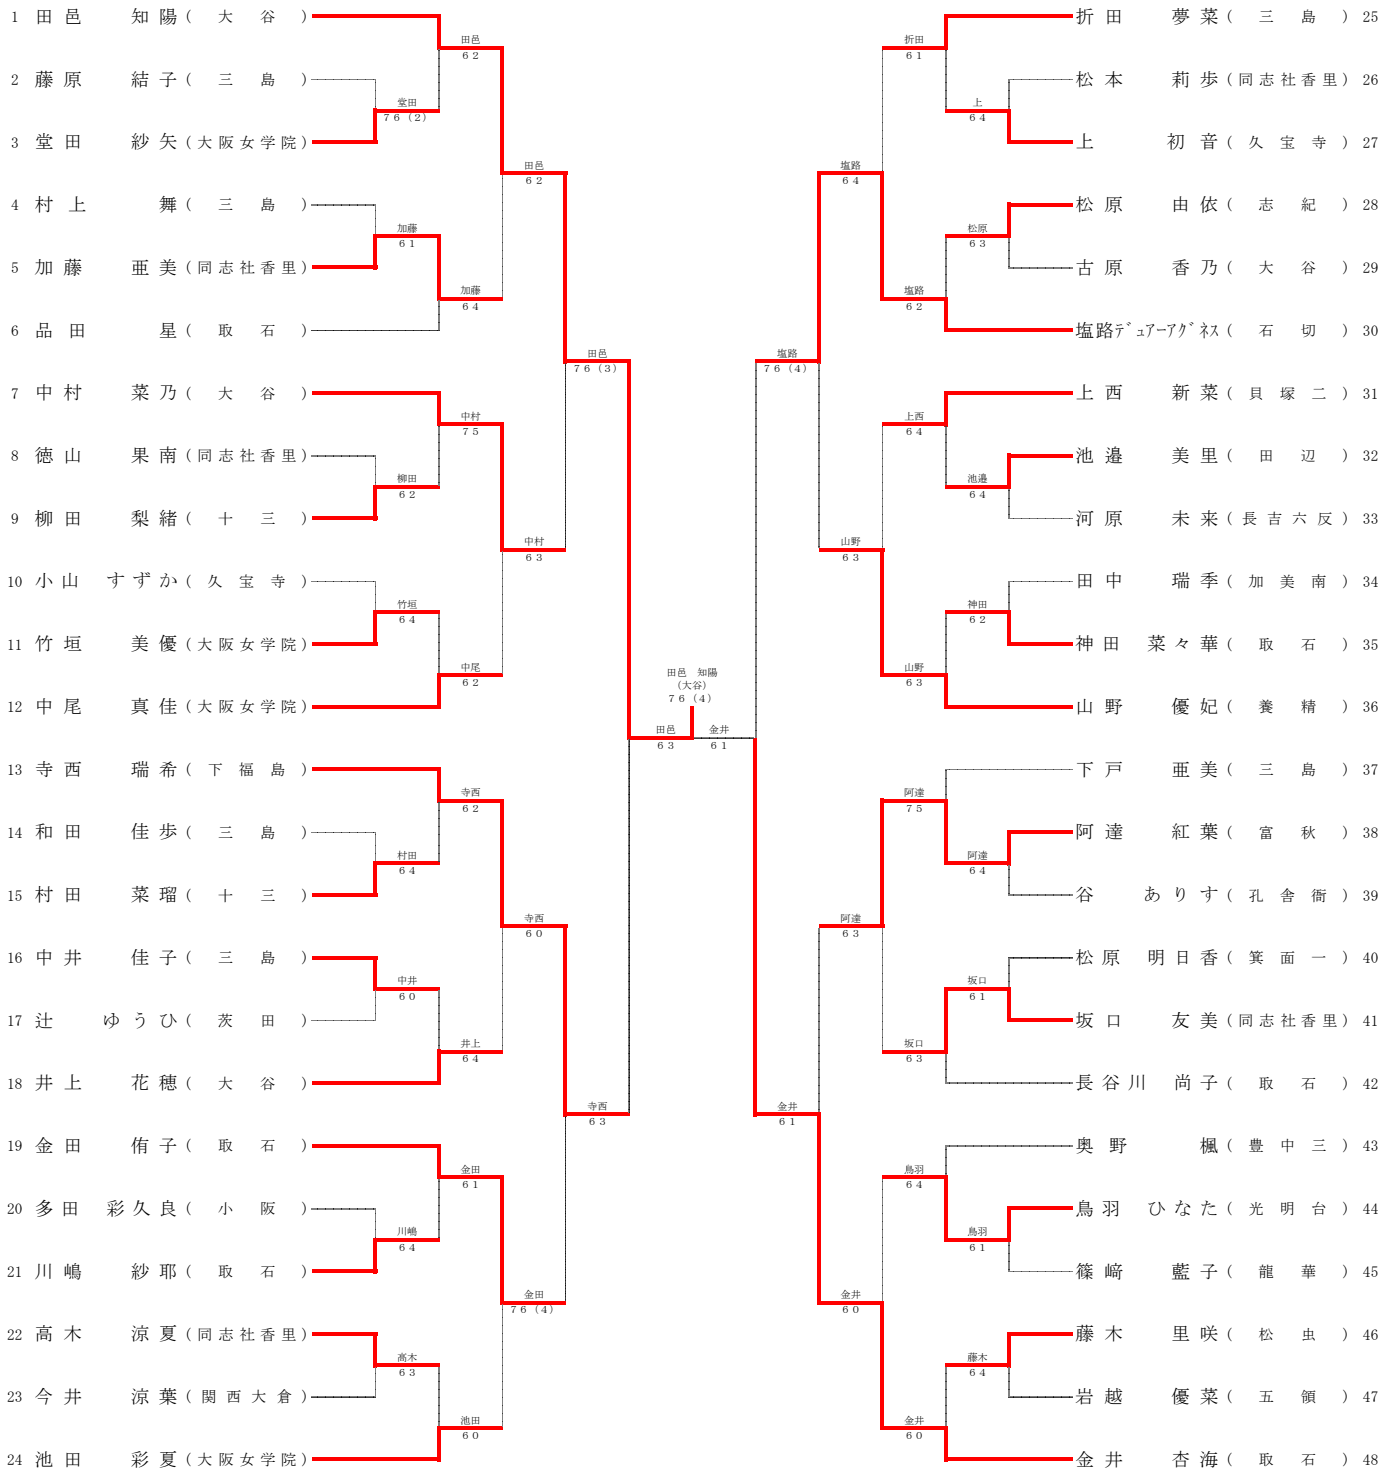 1 田邑 知陽 (大谷)
2 藤原 結子 (三島)
3 堂田 紗矢 (大阪女学院)
4 村上 舞 (三島)
5 加藤 亜美 (同志社香里)
6 品田 星 (取石)
7 中村 菜乃 (大谷)
8 徳山 果南 (同志社香里)
9 柳田 梨緒 (十三)
10 小山 すずか (久宝寺)
11 竹垣 美優 (大阪女学院)
12 中尾 真佳 (大阪女学院)
13 寺西 瑞希 (下福島)
14 和田 佳歩 (三島)
15 村田 菜瑠 (十三)
16 中井 佳子 (三島)
17 辻 ゆうひ (茨田)
18 井上 花穂 (大谷)
19 金田 侑子 (取石)
20 多田 彩久良 (小阪)
21 川嶋 紗耶 (取石)
22 高木 涼夏 (同志社香里)
23 今井 涼葉 (関西大倉)
24 池田 彩夏 (大阪女学院)
堂田
76(2)
加藤
61
柳田
62
竹垣
64
村田
64
中井
60
川嶋
64
高木
63
田邑
62
加藤
64
中村
75
中尾
62
寺西
62
井上
64
金田
61
池田
60
田邑
62
中村
63
寺西
60
金田
76(4)
田邑
76(3)
寺西
63
田邑
63
田邑 知陽
(大谷)
76(4)
金井
61
塩路
76(4)
金井
61
塩路
64
山野
63
阿達
63
金井
60
折田
61
塩路
62
上西
64
山野
63
阿達
75
坂口
63
鳥羽
64
金井
60
上
64
松原
63
池邉
64
神田
62
阿達
64
坂口
61
鳥羽
61
藤木
64
折田 夢菜 (三島) 25
松本 莉歩 (同志社香里) 26
上 初音 (久宝寺) 27
松原 由依 (志紀) 28
古原 香乃 (大谷) 29
塩路デュアーアグネス (石切) 30
上西 新菜 (貝塚二) 31
池邉 美里 (田辺) 32
河原 未来 (長吉六反) 33
田中 瑞季 (加美南) 34
神田 菜々華 (取石) 35
山野 優妃 (養精) 36
下戸 亜美 (三島) 37
阿達 紅葉 (富秋) 38
谷 ありす (孔舎衙) 39
松原 明日香 (箕面一) 40
坂口 友美 (同志社香里) 41
長谷川 尚子 (取石) 42
奥野 楓 (豊中三) 43
鳥羽 ひなた (光明台) 44
篠﨑 藍子 (龍華) 45
藤木 里咲 (松虫) 46
岩越 優菜 (五領) 47
金井 杏海 (取石) 48